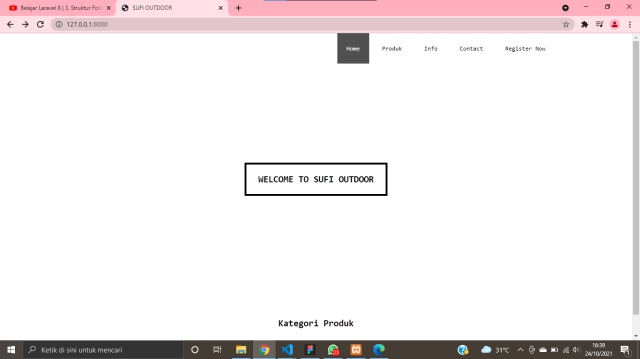 Belajar Laravel 8 | 3. Struktur Fol
SUFI OUTDOOR
127.0.0.1:8000
Home Produk Info Contact Register Now
WELCOME TO SUFI OUTDOOR
Kategori Produk
Ketik di sini untuk mencari
31°C
16:39
24/10/2021